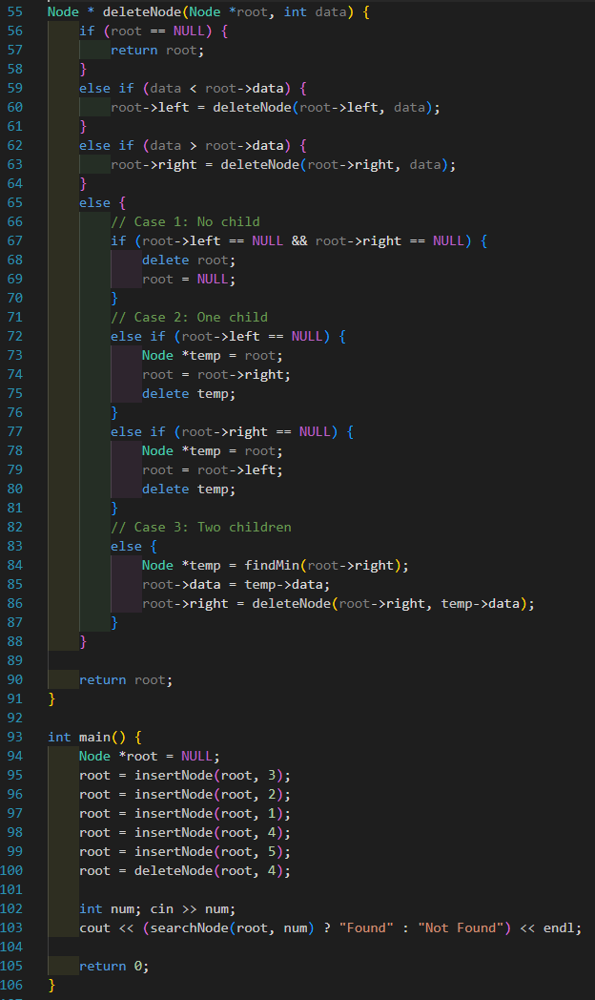 55 Node * deleteNode(Node *root, int data) {
56     if (root == NULL) {
57         return root;
58     }
59     else if (data < root->data) {
60         root->left = deleteNode(root->left, data);
61     }
62     else if (data > root->data) {
63         root->right = deleteNode(root->right, data);
64     }
65     else {
66         // Case 1: No child
67         if (root->left == NULL && root->right == NULL) {
68             delete root;
69             root = NULL;
70         }
71         // Case 2: One child
72         else if (root->left == NULL) {
73             Node *temp = root;
74             root = root->right;
75             delete temp;
76         }
77         else if (root->right == NULL) {
78             Node *temp = root;
79             root = root->left;
80             delete temp;
81         }
82         // Case 3: Two children
83         else {
84             Node *temp = findMin(root->right);
85             root->data = temp->data;
86             root->right = deleteNode(root->right, temp->data);
87         }
88     }
89
90     return root;
91 }
92
93 int main() {
94     Node *root = NULL;
95     root = insertNode(root, 3);
96     root = insertNode(root, 2);
97     root = insertNode(root, 1);
98     root = insertNode(root, 4);
99     root = insertNode(root, 5);
100     root = deleteNode(root, 4);
101
102     int num; cin >> num;
103     cout << (searchNode(root, num) ? "Found" : "Not Found") << endl;
104
105     return 0;
106 }